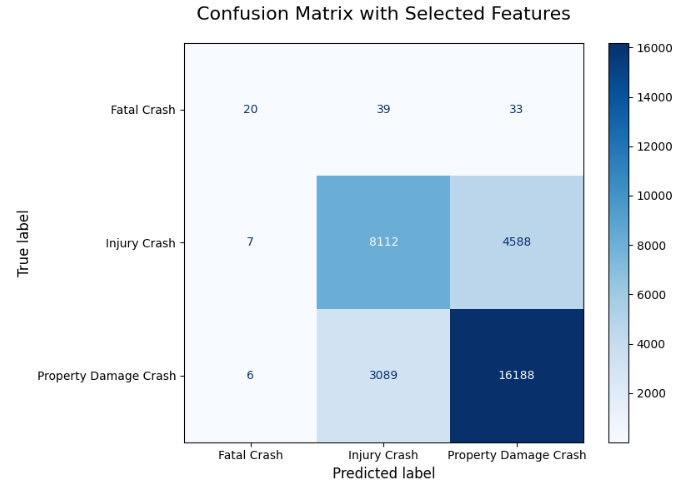 Confusion Matrix with Selected Features
True label
Fatal Crash 20 39 33
Injury Crash 7 8112 4588
Property Damage Crash 6 3089 16188
Fatal Crash Injury Crash Property Damage Crash
Predicted label
16000
14000
12000
10000
8000
6000
4000
2000